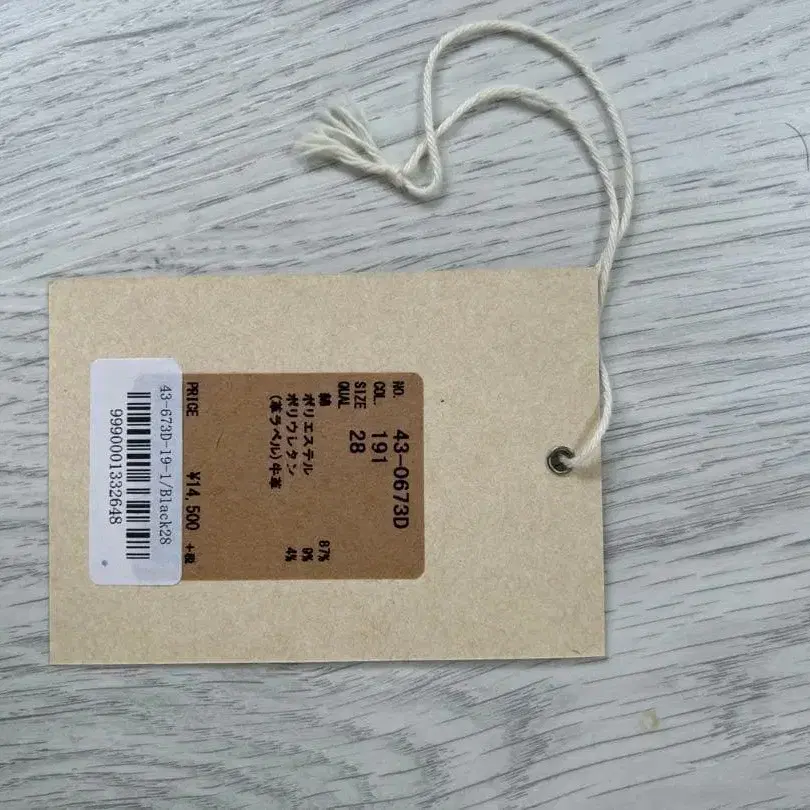 NO. 43-0673D
COL. 191
SIZE 28
QUAL
綿 87%
ポリエステル 9%
ポリウレタン 4%
(革ラベル)牛革
PRICE ¥14,500 +税
43-673D-19-1/Black28
9990001332648